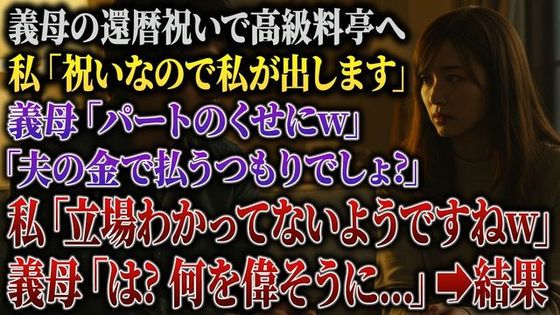 義母の還暦祝いで高級料亭へ
私「祝いなので私が出します」
義母「パートのくせにw」
「夫の金で払うつもりでしょ?」
私「立場わかってないようですねw」
義母「は? 何を偉そうに…」➡結果